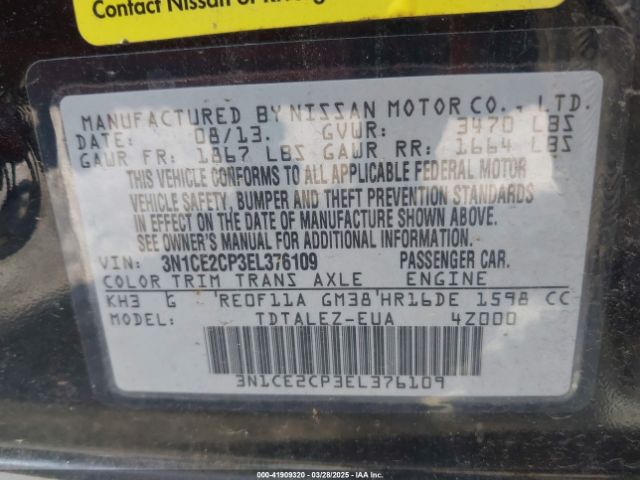 Contact Nissan or
MANUFACTURED BY NISSAN MOTOR CO., LTD.
DATE: 08/13. GVWR: 3470 LBS
GAWR FR: 1867 LBS GAWR RR: 1664 LBS
THIS VEHICLE CONFORMS TO ALL APPLICABLE FEDERAL MOTOR
VEHICLE SAFETY, BUMPER AND THEFT PREVENTION STANDARDS
IN EFFECT ON THE DATE OF MANUFACTURE SHOWN ABOVE.
SEE OWNER'S MANUAL FOR ADDITIONAL INFORMATION.
VIN: 3N1CE2CP3EL376109 PASSENGER CAR.
COLOR TRIM TRANS AXLE ENGINE
KH3 G RE0F11A GM38 HR16DE 1598 CC
MODEL: TDTALEZ-EUA 4Z000
3N1CE2CP3EL376109
00-41909320 | 03/28/2025 | IAAI.COM